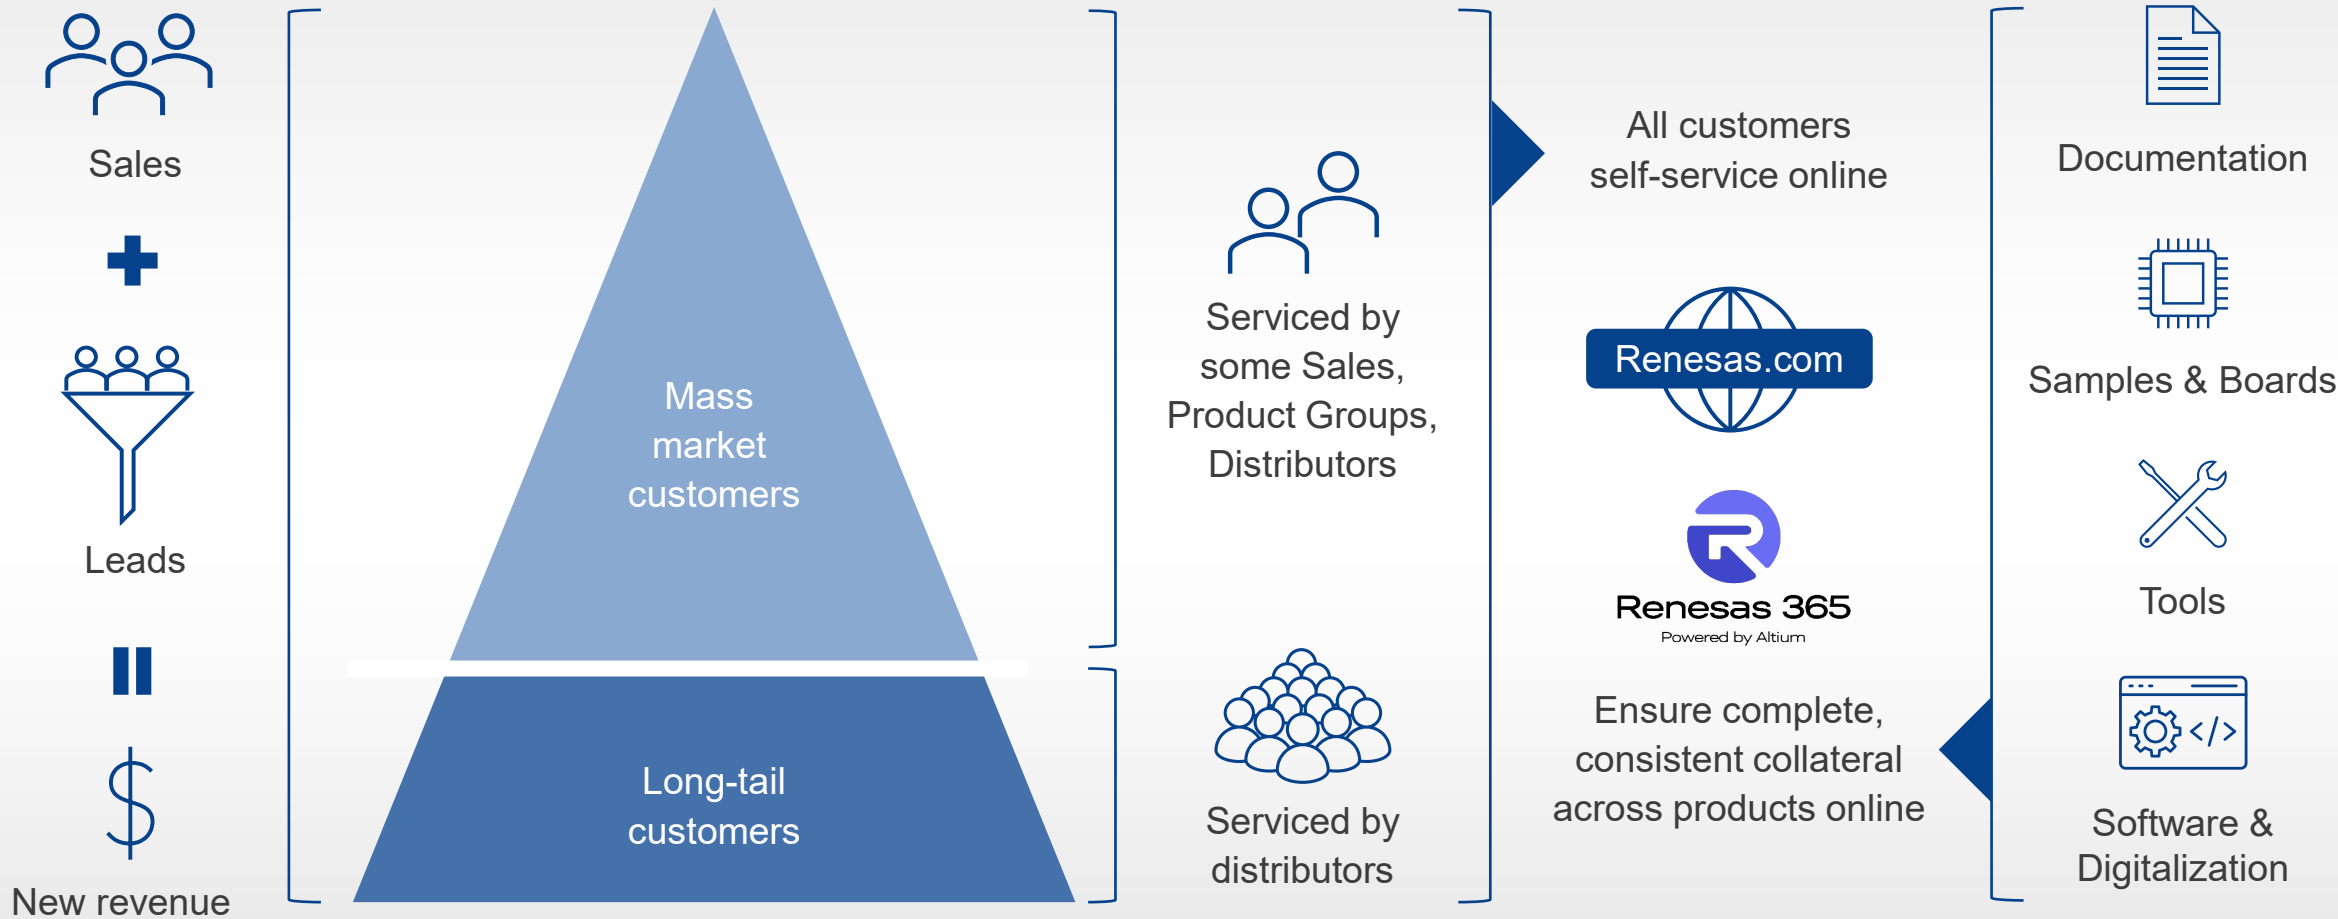 Sales
Leads
New revenue
Mass
market
customers
Long-tail
customers
Serviced by
some Sales,
Product Groups,
Distributors
Serviced by
distributors
All customers
self-service online
Renesas.com
Renesas 365
Powered by Altium
Ensure complete,
consistent collateral
across products online
Documentation
Samples & Boards
Tools
</>
Software &
Digitalization